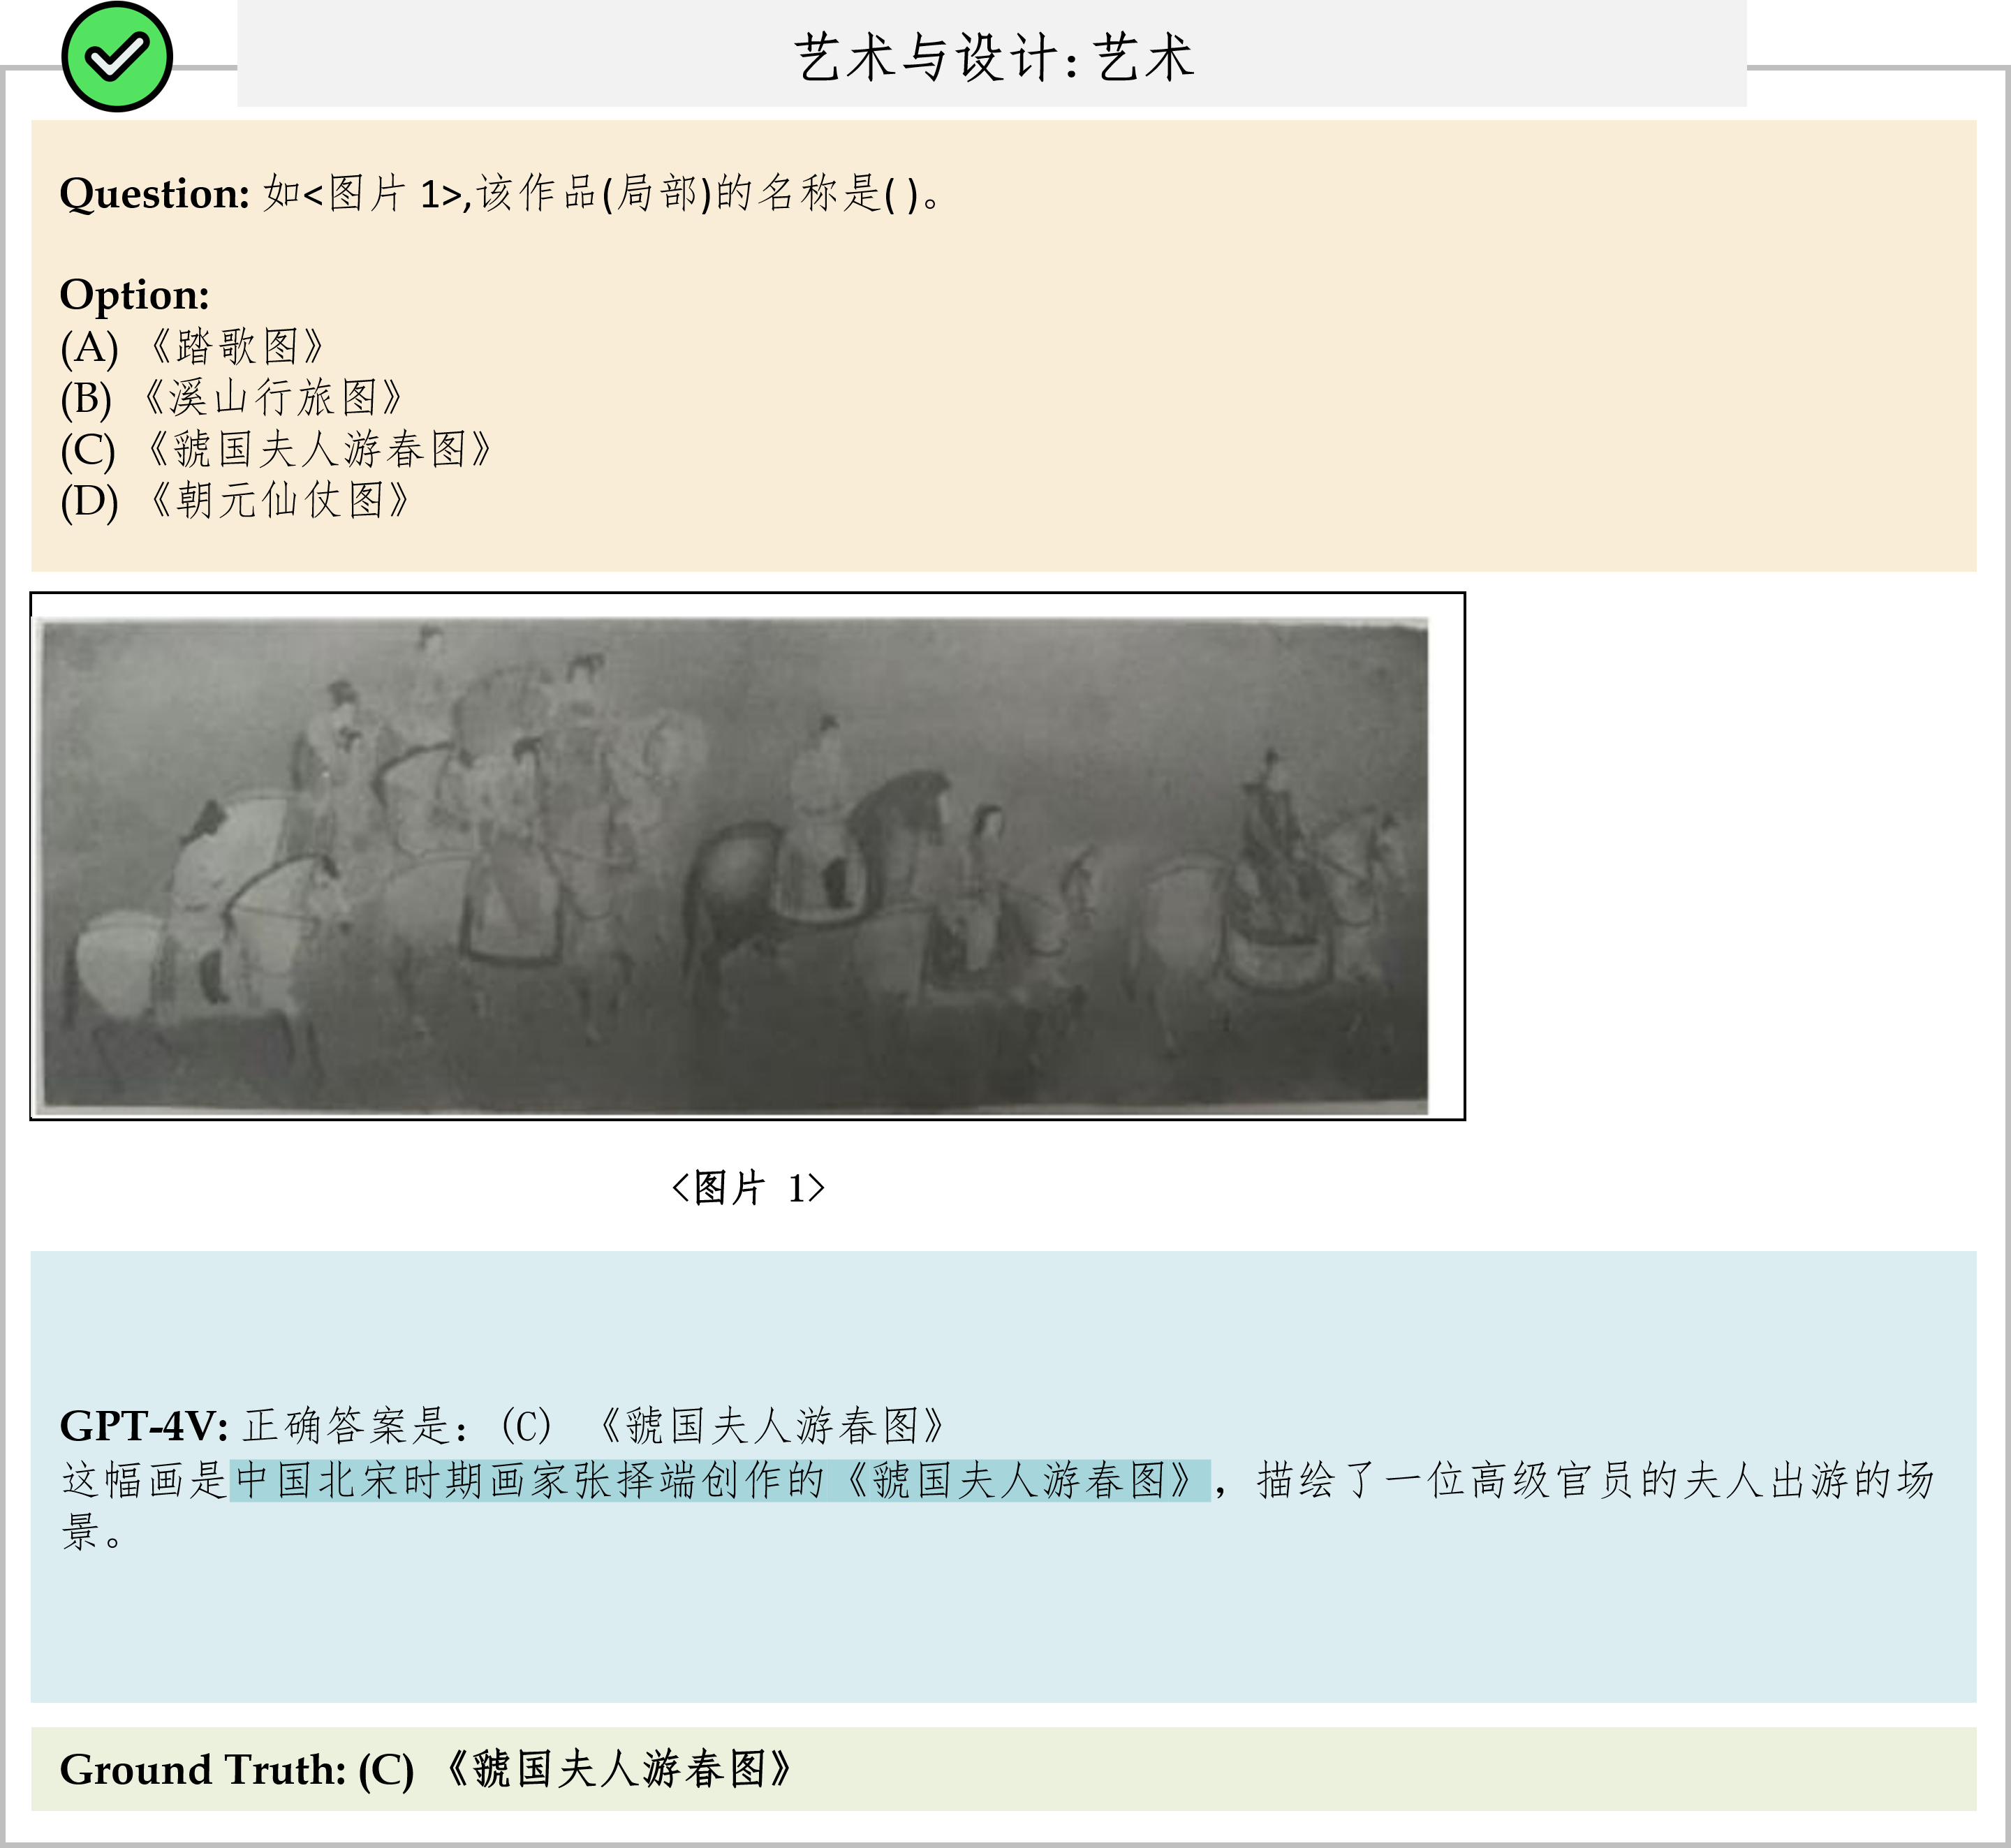 艺术与设计：艺术
Question: 如<图片 1>,该作品(局部)的名称是( )。
Option:
(A) 《踏歌图》
(B) 《溪山行旅图》
(C) 《虢国夫人游春图》
(D) 《朝元仙仗图》
<图片 1>
GPT-4V: 正确答案是：(C) 《虢国夫人游春图》
这幅画是中国北宋时期画家张择端创作的《虢国夫人游春图》，描绘了一位高级官员的夫人出游的场
景。
Ground Truth: (C) 《虢国夫人游春图》